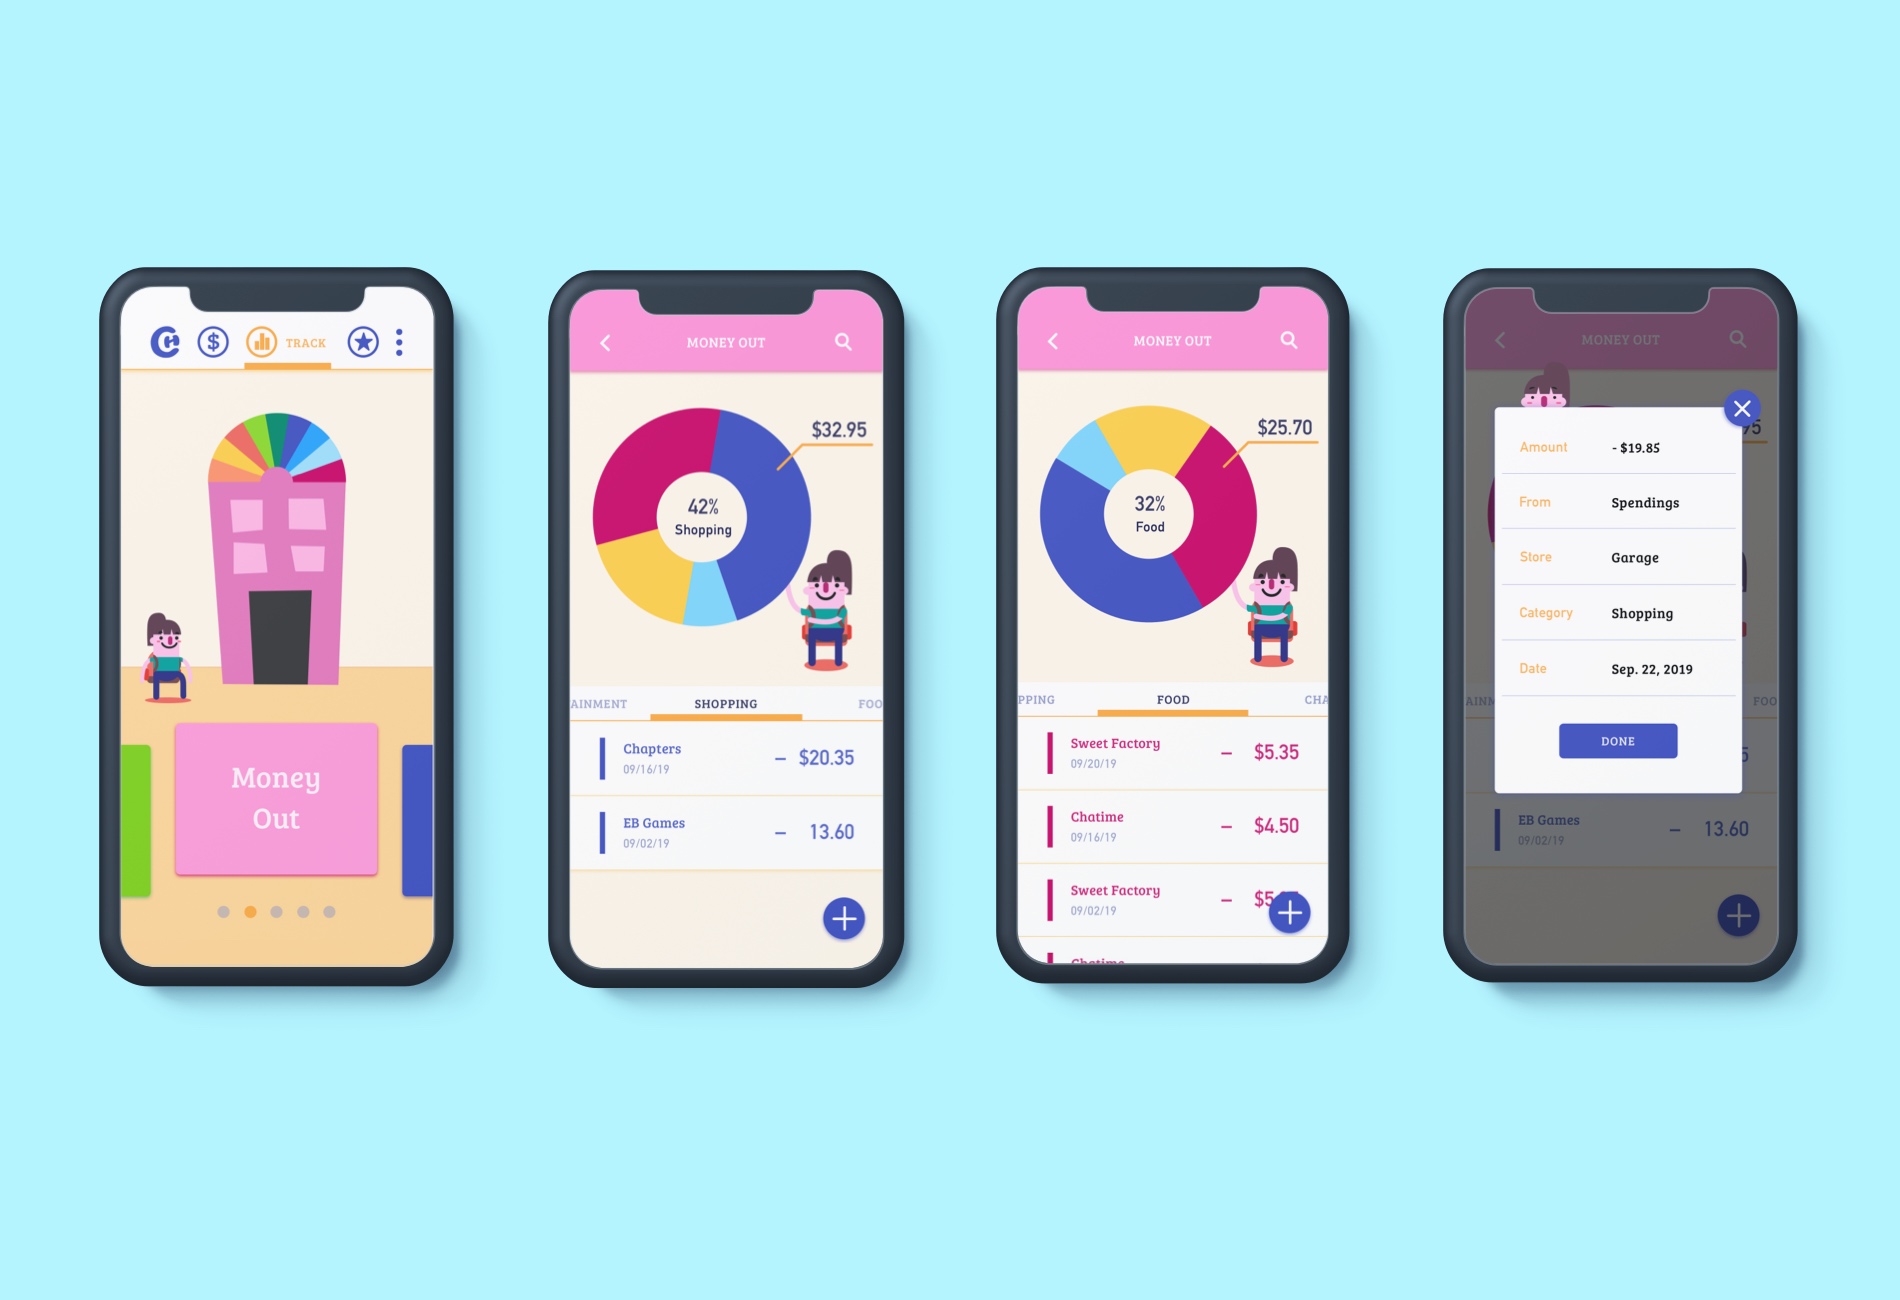 TRACK
Money
Out
MONEY OUT
$32.95
42%
Shopping
AINMENT SHOPPING FOO
Chapters
09/16/19
– $20.35
EB Games
09/02/19
– 13.60
MONEY OUT
$25.70
32%
Food
PPING FOOD CHA
Sweet Factory
09/20/19
– $5.35
Chatime
09/16/19
– $4.50
Sweet Factory
09/02/19
– $5.
Chatime
MONEY OUT
95
Amount - $19.85
From Spendings
Store Garage
Category Shopping
Date Sep. 22, 2019
DONE
AINM FOO
5
EB Games
09/02/19
– 13.60